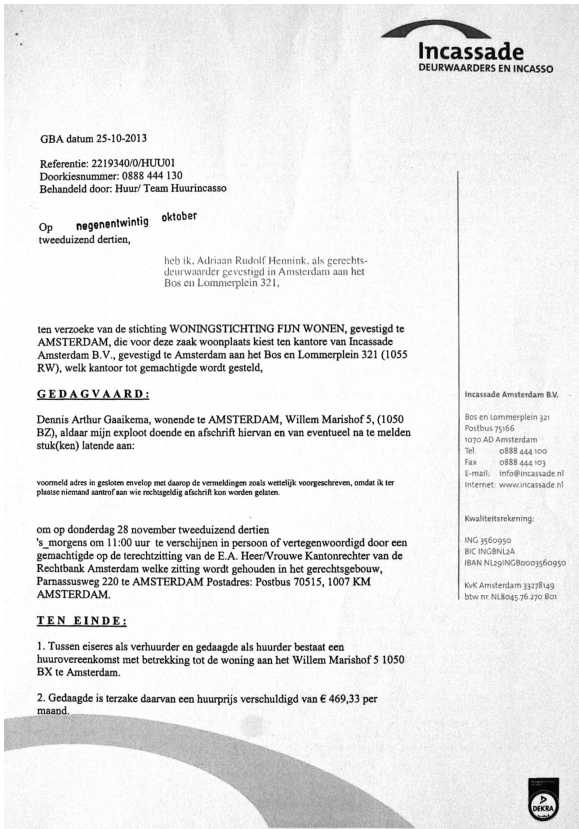 Incassade
DEURWAARDERS EN INCASSO
GBA datum 25-10-2013
Referentie: 2219340/0/HUU01
Doorkiesnummer: 0888 444 130
Behandeld door: Huur/ Team Huurincasso
Op negenentwintig oktober
tweeduizend dertien,
heb ik, Adriaan Rudolf Hennink, als gerechts-
deurwaarder gevestigd in Amsterdam aan het
Bos en Lommerplein 321,
ten verzoeke van de stichting WONINGSTICHTING FIJN WONEN, gevestigd te
AMSTERDAM, die voor deze zaak woonplaats kiest ten kantore van Incassade
Amsterdam B.V., gevestigd te Amsterdam aan het Bos en Lommerplein 321 (1055
RW), welk kantoor tot gemachtigde wordt gesteld,
GEDAGVAARD:
Dennis Arthur Gaaikema, wonende te AMSTERDAM, Willem Marishof 5, (1050
BZ), aldaar mijn exploot doende en afschrift hiervan en van eventueel na te melden
stuk(ken) latende aan:
voormeld adres in gesloten envelop met daarop de vermeldingen zoals wettelijk voorgeschreven, omdat ik ter
plaatse niemand aantrof aan wie rechtsgeldig afschrift kon worden gelaten.
om op donderdag 28 november tweeduizend dertien
's_morgens om 11:00 uur te verschijnen in persoon of vertegenwoordigd door een
gemachtigde op de terechtzitting van de E.A. Heer/Vrouwe Kantonrechter van de
Rechtbank Amsterdam welke zitting wordt gehouden in het gerechtsgebouw,
Parnassusweg 220 te AMSTERDAM Postadres: Postbus 70515, 1007 KM
AMSTERDAM.
TEN EINDE:
1. Tussen eiseres als verhuurder en gedaagde als huurder bestaat een
huurovereenkomst met betrekking tot de woning aan het Willem Marishof 5 1050
BX te Amsterdam.
2. Gedaagde is terzake daarvan een huurprijs verschuldigd van € 469,33 per
maand.
Incassade Amsterdam B.V.
Bos en Lommerplein 321
Postbus 75166
1070 AD Amsterdam
Tel. 0888 444 100
Fax 0888 444 103
E-mail: info@incassade.nl
Internet: www.incassade.nl
Kwaliteitsrekening:
ING 3560950
BIC INGBNL2A
IBAN NL29INGB0003560950
KvK Amsterdam 33278149
btw nr. NL8045.76.270 B01
DEKRA